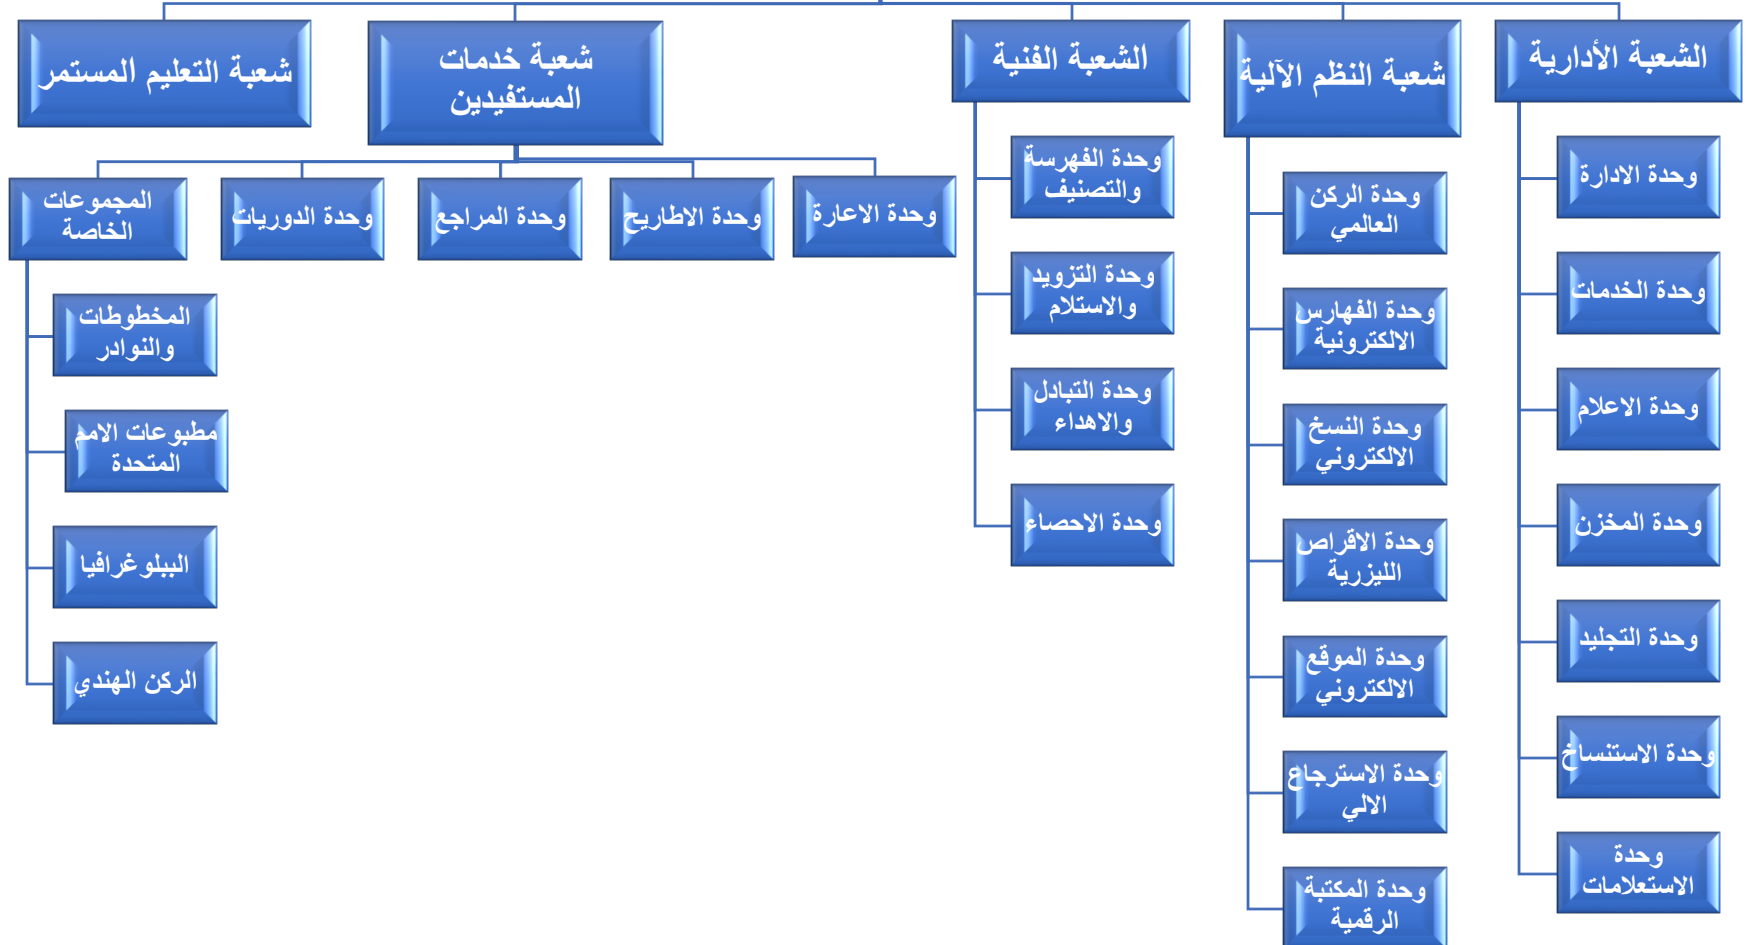 الشعبة الأدارية
شعبة النظم الآلية
الشعبة الفنية
شعبة خدمات
المستفيدين
شعبة التعليم المستمر
وحدة الادارة
وحدة الخدمات
وحدة الاعلام
وحدة المخزن
وحدة التجليد
وحدة الاستنساخ
وحدة
الاستعلامات
وحدة الركن
العالمي
وحدة الفهارس
الالكترونية
وحدة النسخ
الالكتروني
وحدة الاقراص
الليزرية
وحدة الموقع
الالكتروني
وحدة الاسترجاع
الالي
وحدة المكتبة
الرقمية
وحدة الفهرسة
والتصنيف
وحدة التزويد
والاستلام
وحدة التبادل
والاهداء
وحدة الاحصاء
وحدة الاعارة
وحدة الاطاريح
وحدة المراجع
وحدة الدوريات
المجموعات
الخاصة
المخطوطات
والنوادر
مطبوعات الامم
المتحدة
الببلوغرافيا
الركن الهندي